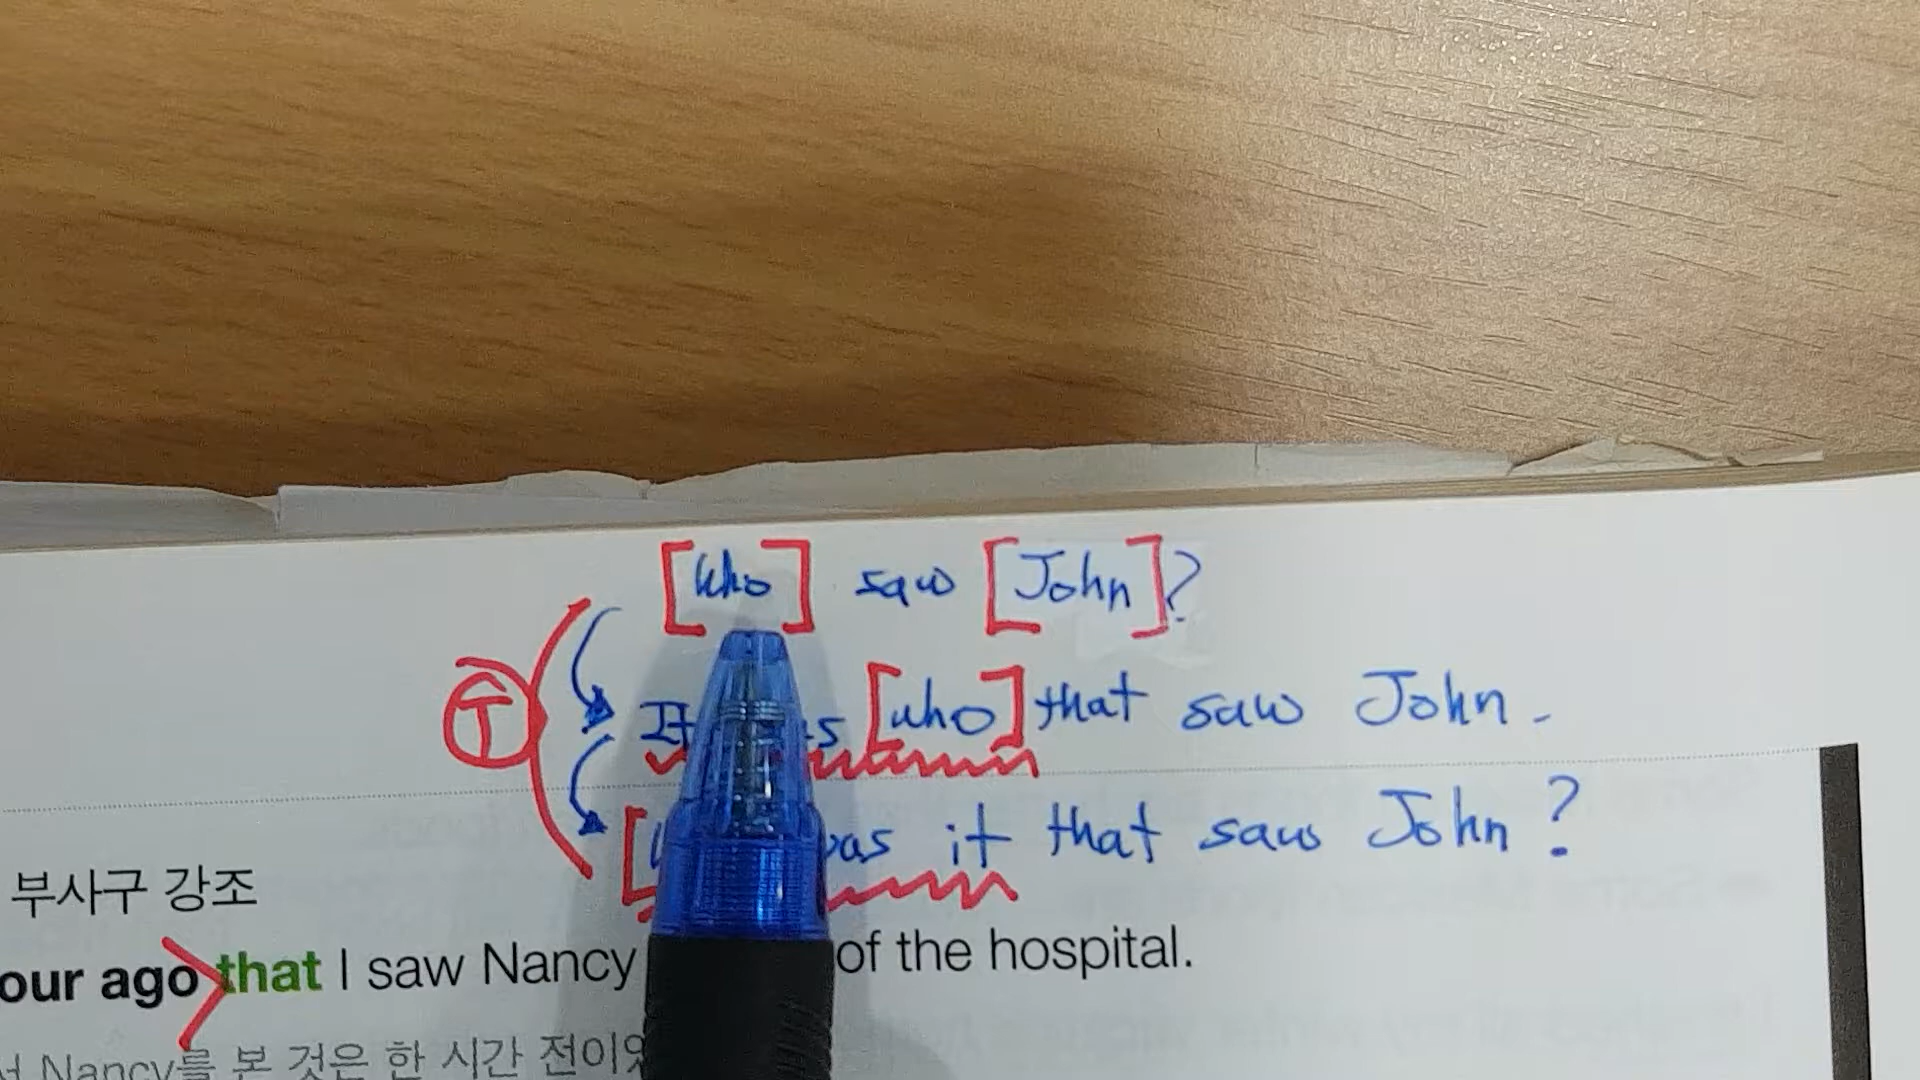 [who] saw [John]?
It [who] that saw John.
T
was it that saw John?
부사구 강조
our ago that I saw Nancy of the hospital.
Nancy를 본 것은 한 시간 전이었